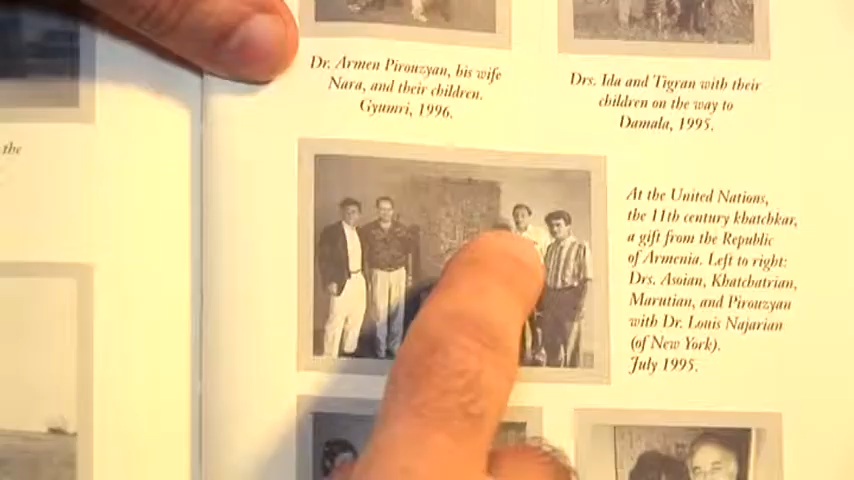 Dr. Armen Pirouzyan, his wife
Nara, and their children.
Gyumri, 1996.
Drs. Ida and Tigran with their
children on the way to
Damala, 1995.
the
At the United Nations,
the 11th century khatchkar,
a gift from the Republic
of Armenia. Left to right:
Drs. Asoian, Khatchatrian,
Marutian, and Pirouzyan
with Dr. Louis Najarian
(of New York).
July 1995.